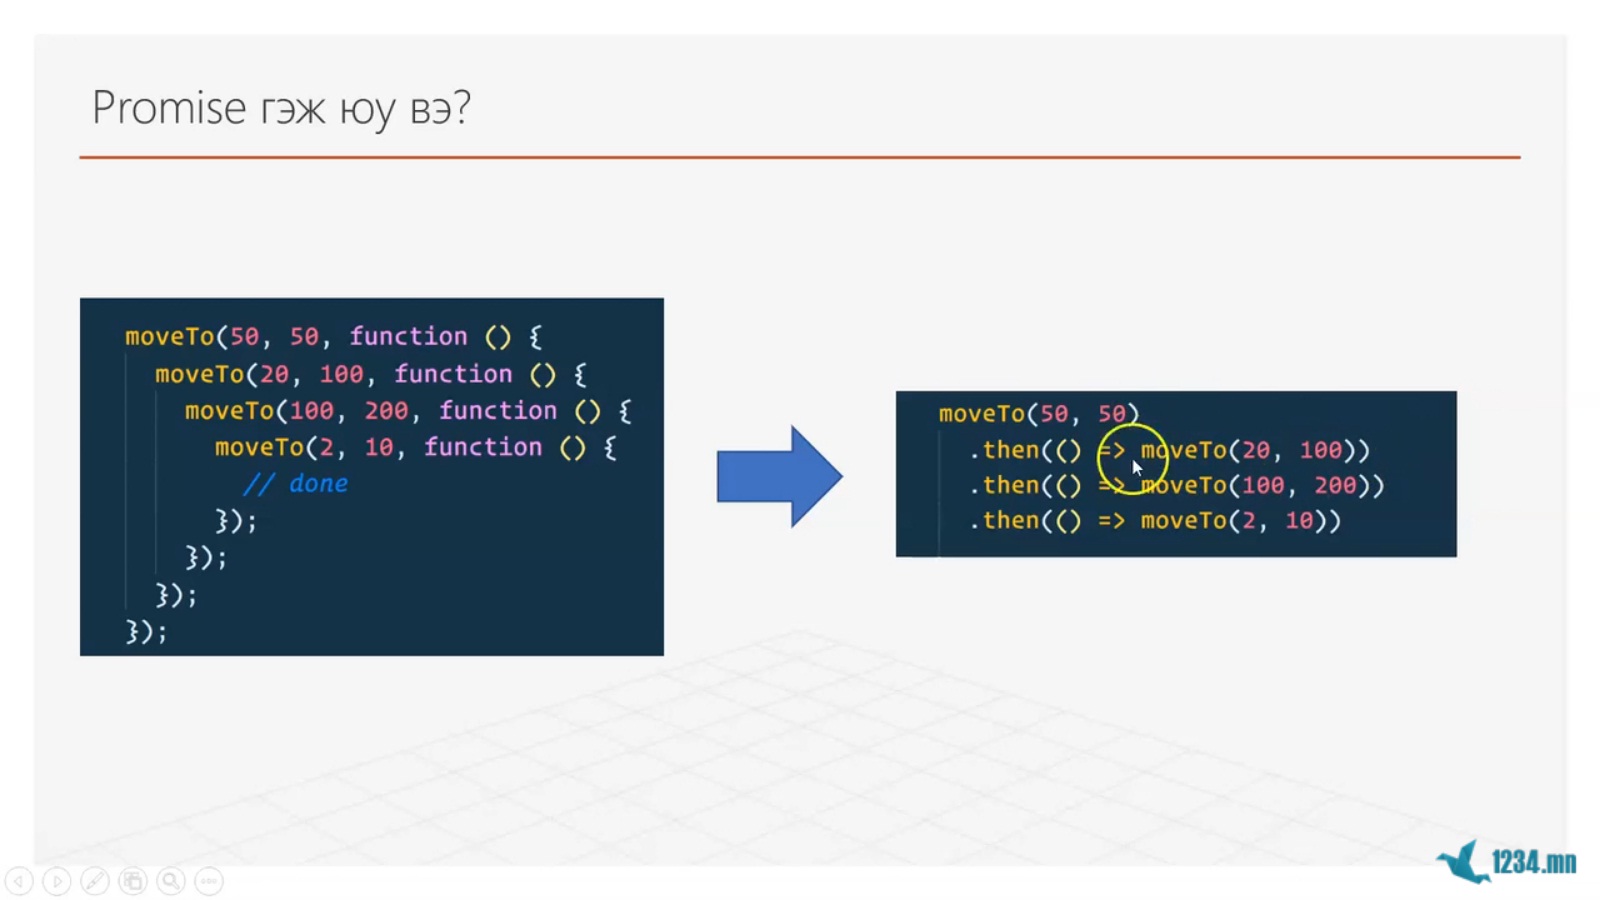 Promise гэж юу вэ?
moveTo(50, 50, function () {
moveTo(20, 100, function () {
moveTo(100, 200, function () {
moveTo(2, 10, function () {
// done
});
});
});
});
moveTo(50, 50)
.then(() => moveTo(20, 100))
.then(() => moveTo(100, 200))
.then(() => moveTo(2, 10))
1234.mn